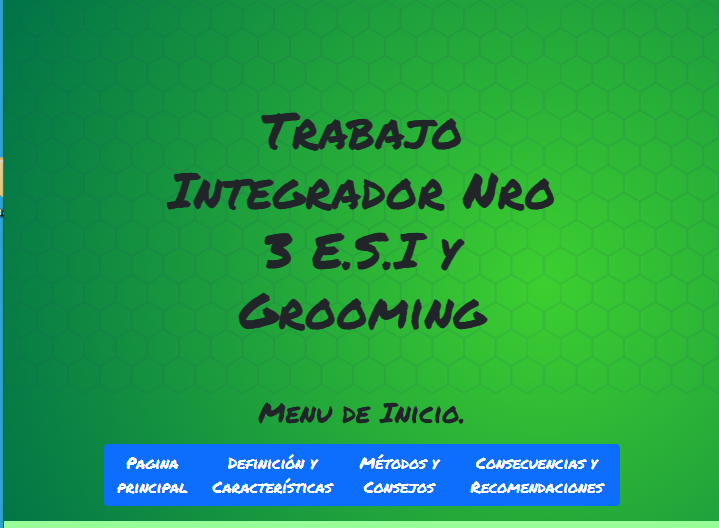 Trabajo
Integrador Nro
3 E.S.I y
Grooming
Menu de Inicio.
Pagina principal
Definición y Características
Métodos y Consejos
Consecuencias y Recomendaciones